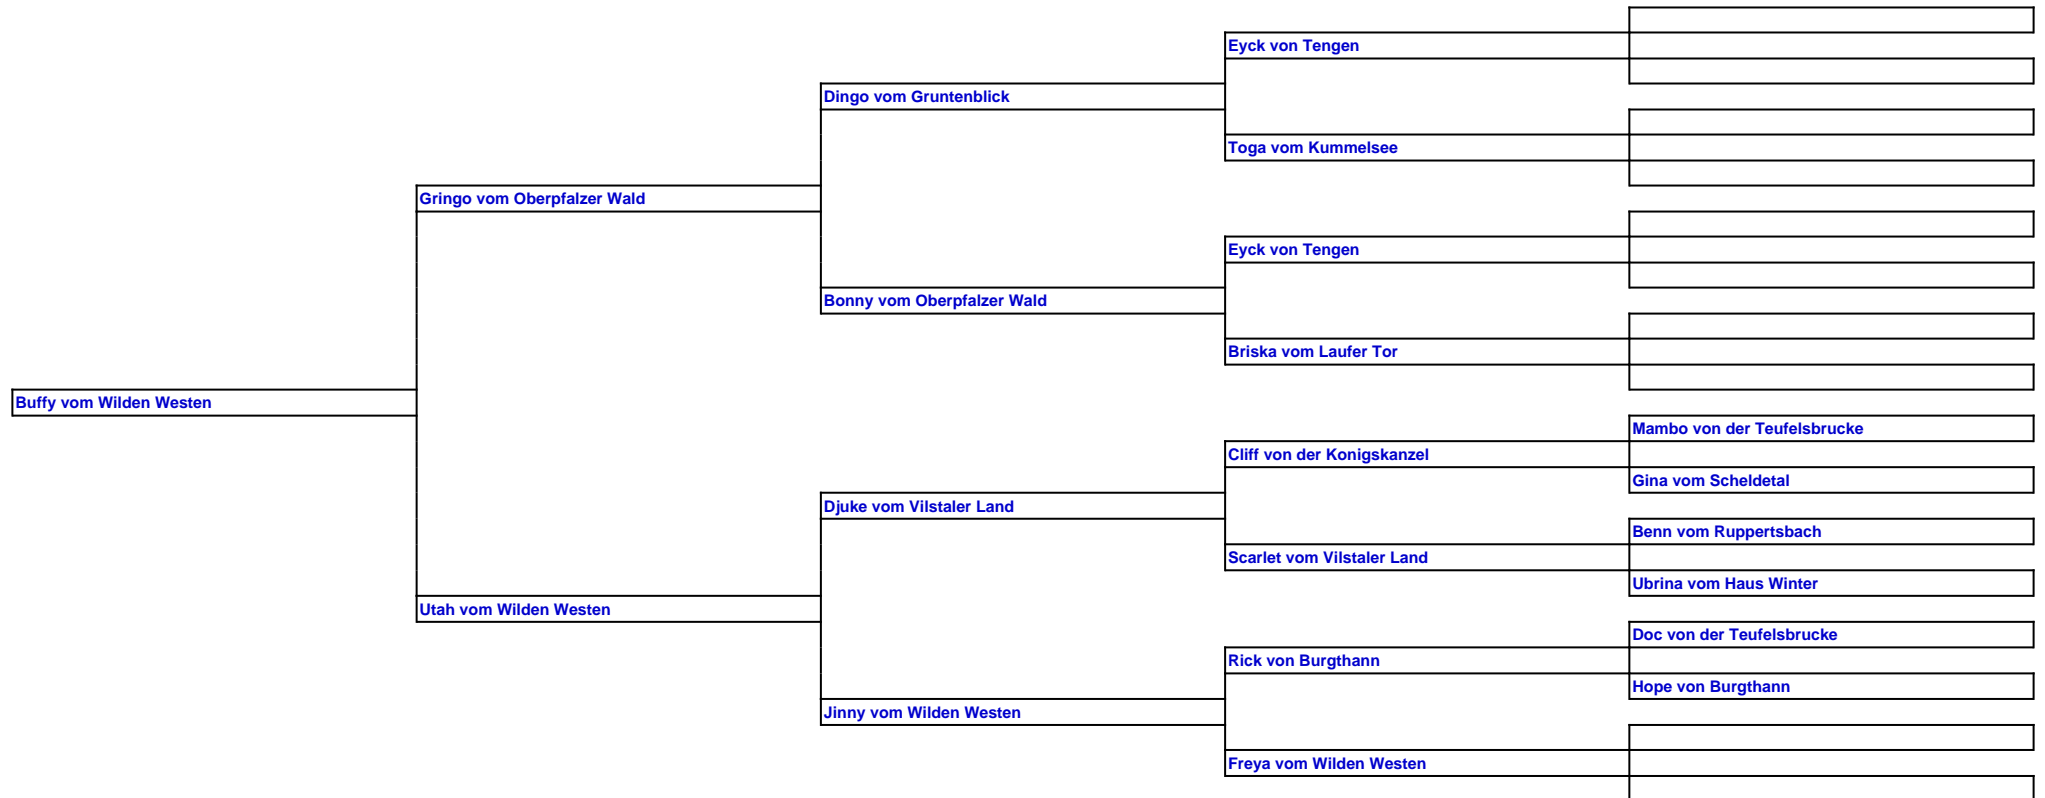 Eyck von Tengen
Dingo vom Gruntenblick
Toga vom Kummelsee
Gringo vom Oberpfalzer Wald
Eyck von Tengen
Bonny vom Oberpfalzer Wald
Briska vom Laufer Tor
Buffy vom Wilden Westen
Mambo von der Teufelsbrucke
Cliff von der Konigskanzel
Gina vom Scheldetal
Djuke vom Vilstaler Land
Benn vom Ruppertsbach
Scarlet vom Vilstaler Land
Ubrina vom Haus Winter
Utah vom Wilden Westen
Doc von der Teufelsbrucke
Rick von Burgthann
Hope von Burgthann
Jinny vom Wilden Westen
Freya vom Wilden Westen